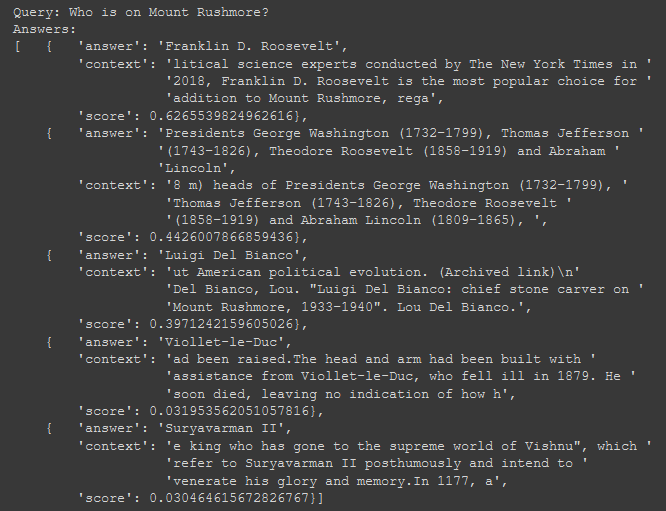 Query: Who is on Mount Rushmore?
Answers:
[   {   'answer': 'Franklin D. Roosevelt',
        'context': 'litical science experts conducted by The New York Times in '
                   '2018, Franklin D. Roosevelt is the most popular choice for '
                   'addition to Mount Rushmore, rega',
        'score': 0.6265539824962616},
    {   'answer': 'Presidents George Washington (1732–1799), Thomas Jefferson '
                  '(1743–1826), Theodore Roosevelt (1858–1919) and Abraham '
                  'Lincoln',
        'context': '8 m) heads of Presidents George Washington (1732–1799), '
                   'Thomas Jefferson (1743–1826), Theodore Roosevelt '
                   '(1858–1919) and Abraham Lincoln (1809–1865), ',
        'score': 0.4426007866859436},
    {   'answer': 'Luigi Del Bianco',
        'context': 'ut American political evolution. (Archived link)\n'
                   'Del Bianco, Lou. "Luigi Del Bianco: chief stone carver on '
                   'Mount Rushmore, 1933–1940". Lou Del Bianco.',
        'score': 0.3971242159605026},
    {   'answer': 'Viollet-le-Duc',
        'context': 'ad been raised.The head and arm had been built with '
                   'assistance from Viollet-le-Duc, who fell ill in 1879. He '
                   'soon died, leaving no indication of how h',
        'score': 0.031953562051057816},
    {   'answer': 'Suryavarman II',
        'context': 'e king who has gone to the supreme world of Vishnu", which '
                   'refer to Suryavarman II posthumously and intend to '
                   'venerate his glory and memory.In 1177, a',
        'score': 0.030464615672826767}]